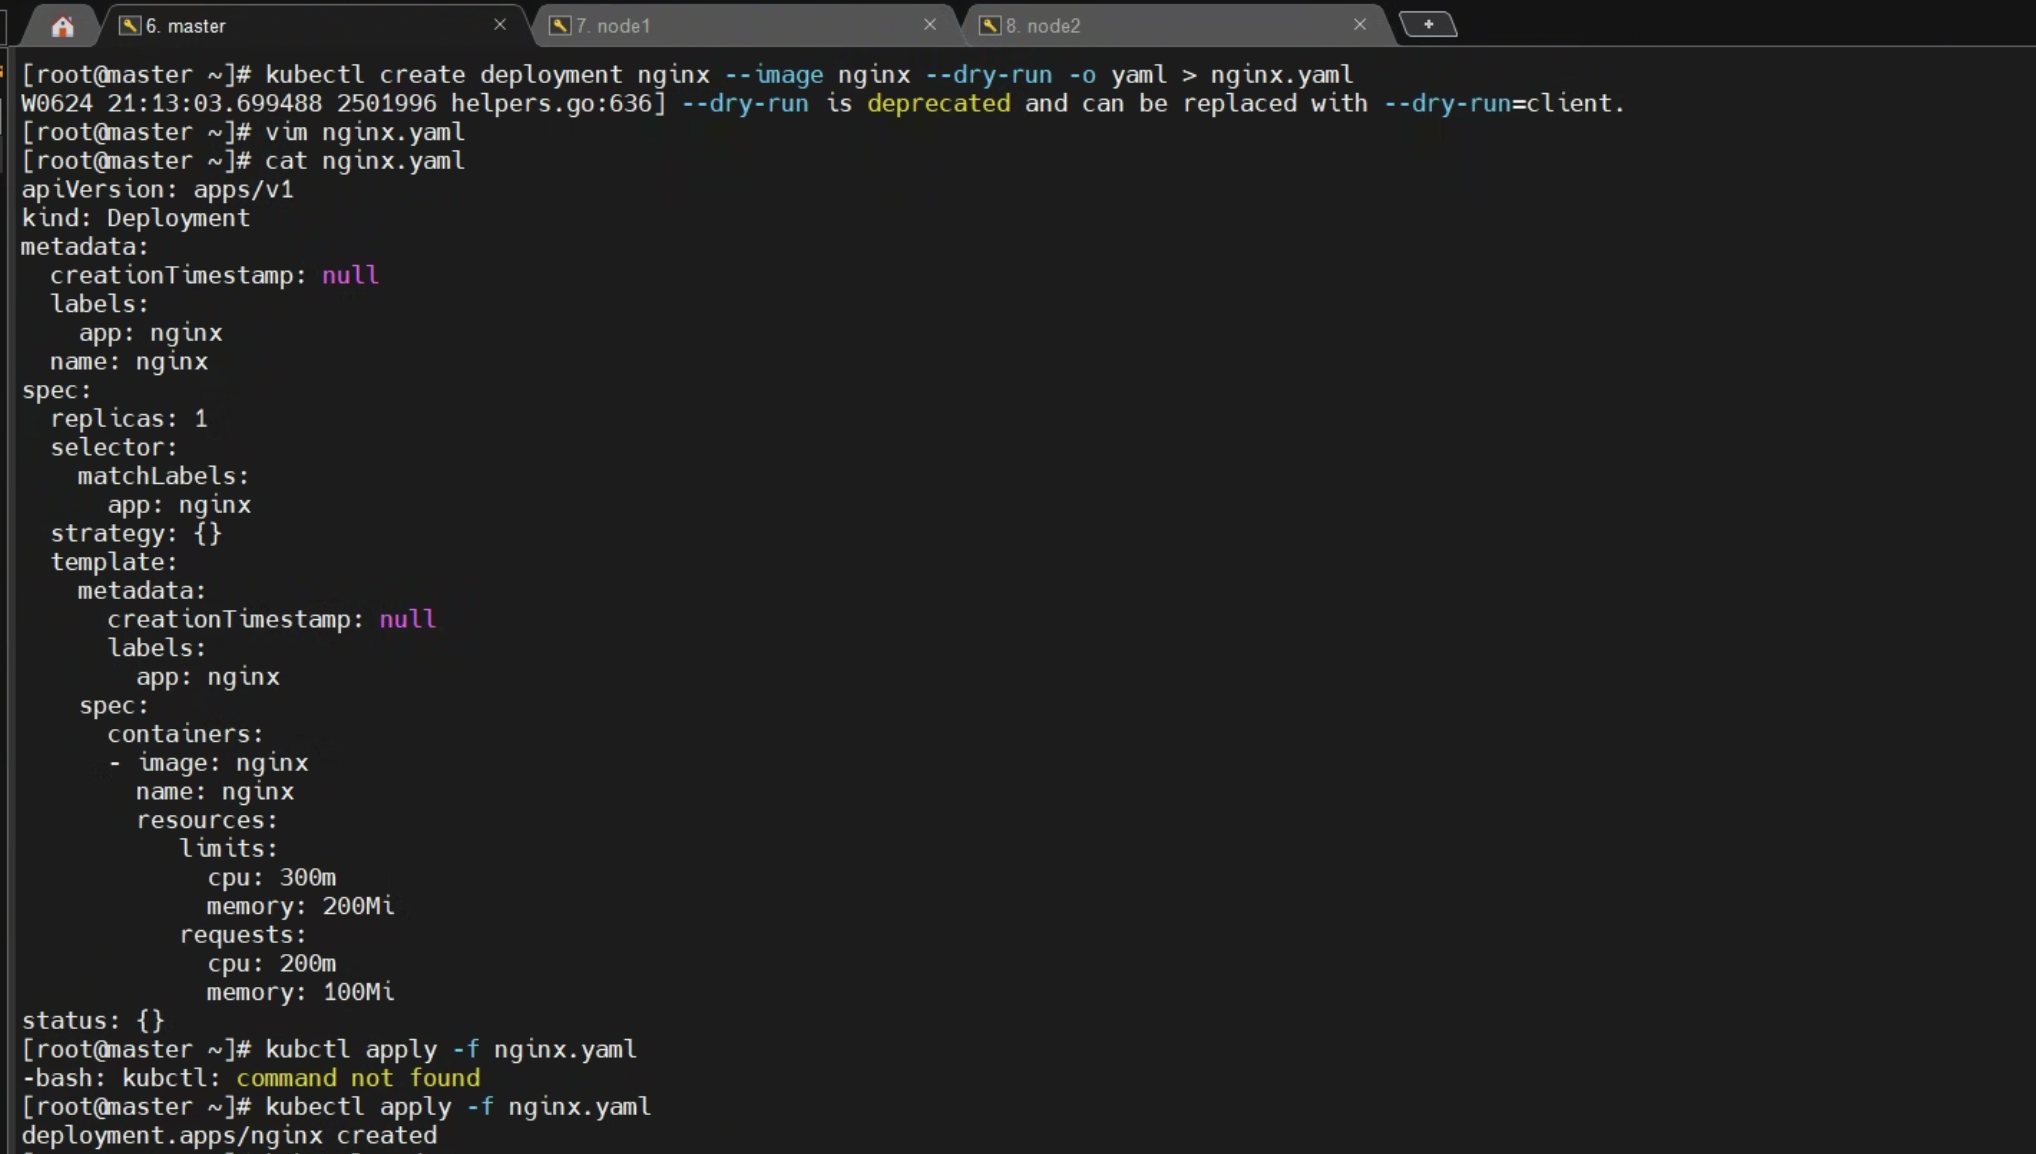 6. master
7. node1
8. node2
[root@master ~]# kubectl create deployment nginx --image nginx --dry-run -o yaml > nginx.yaml
W0624 21:13:03.699488 2501996 helpers.go:636] --dry-run is deprecated and can be replaced with --dry-run=client.
[root@master ~]# vim nginx.yaml
[root@master ~]# cat nginx.yaml
apiVersion: apps/v1
kind: Deployment
metadata:
  creationTimestamp: null
  labels:
    app: nginx
  name: nginx
spec:
  replicas: 1
  selector:
    matchLabels:
      app: nginx
  strategy: {}
  template:
    metadata:
      creationTimestamp: null
      labels:
        app: nginx
    spec:
      containers:
      - image: nginx
        name: nginx
        resources:
           limits:
             cpu: 300m
             memory: 200Mi
           requests:
             cpu: 200m
             memory: 100Mi
status: {}
[root@master ~]# kubctl apply -f nginx.yaml
-bash: kubctl: command not found
[root@master ~]# kubectl apply -f nginx.yaml
deployment.apps/nginx created